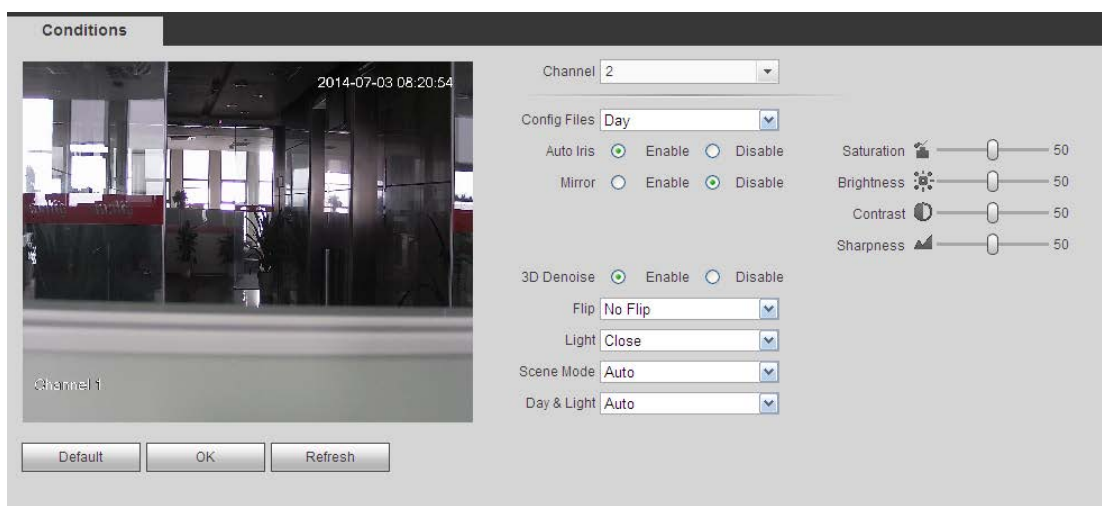 Conditions
2014-07-03 08:20:54
Channel 1
Channel 2
Config Files Day
Auto Iris Enable Disable
Mirror Enable Disable
Saturation 50
Brightness 50
Contrast 50
Sharpness 50
3D Denoise Enable Disable
Flip No Flip
Light Close
Scene Mode Auto
Day & Light Auto
Default OK Refresh